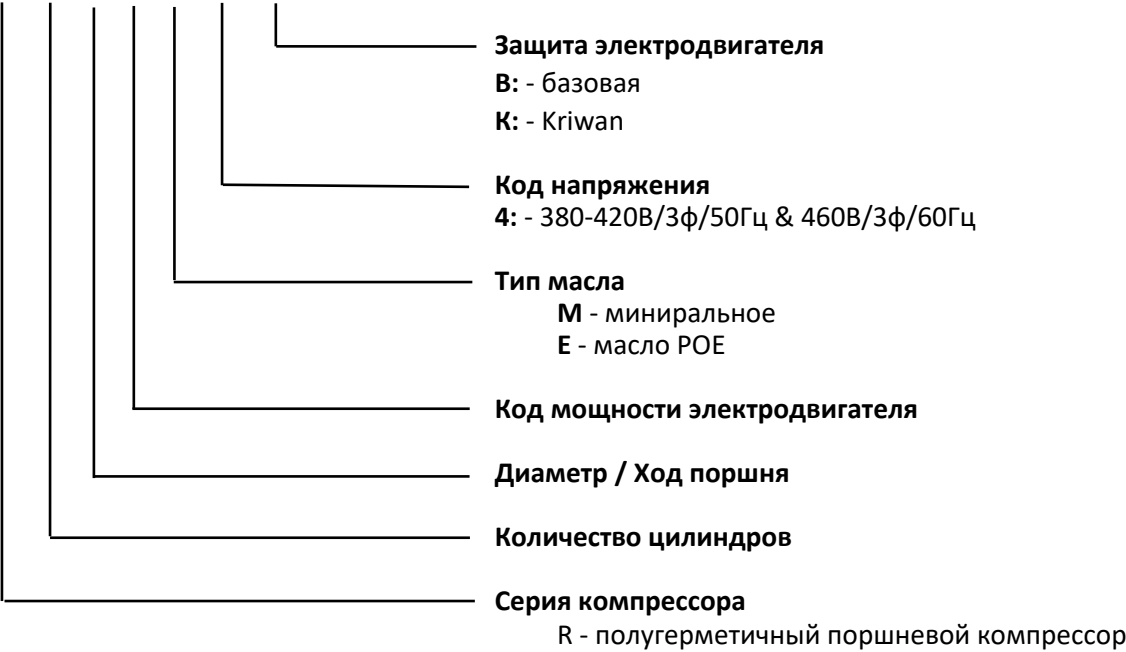 Защита электродвигателя
В: - базовая
К: - Kriwan
Код напряжения
4: - 380-420В/3ф/50Гц & 460В/3ф/60Гц
Тип масла
М - миниральное
Е - масло POE
Код мощности электродвигателя
Диаметр / Ход поршня
Количество цилиндров
Серия компрессора
R - полугерметичный поршневой компрессор